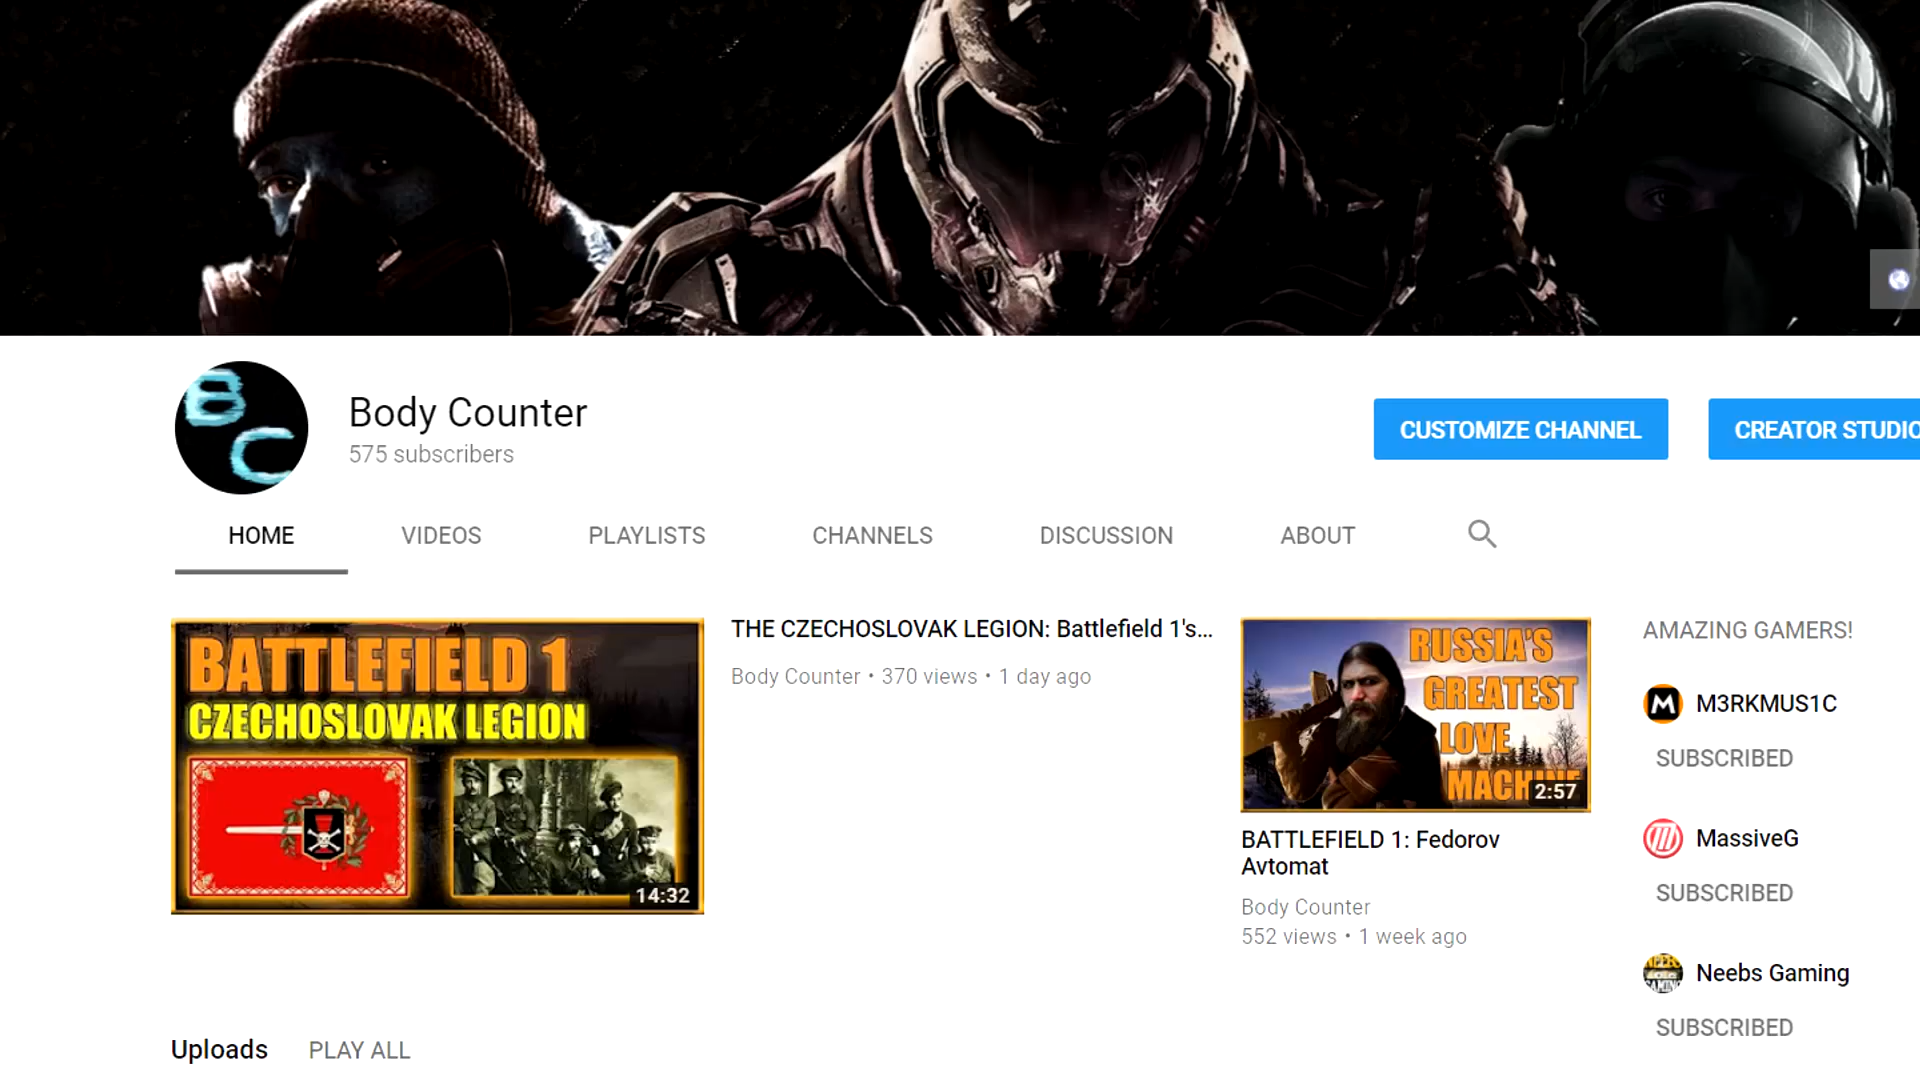 BC
Body Counter
575 subscribers
CUSTOMIZE CHANNEL
CREATOR STUDIO
HOME
VIDEOS
PLAYLISTS
CHANNELS
DISCUSSION
ABOUT
BATTLEFIELD 1
CZECHOSLOVAK LEGION
14:32
THE CZECHOSLOVAK LEGION: Battlefield 1's...
Body Counter • 370 views • 1 day ago
RUSSIA'S
GREATEST
LOVE
MACHINE
2:57
BATTLEFIELD 1: Fedorov
Avtomat
Body Counter
552 views • 1 week ago
AMAZING GAMERS!
M
M3RKMUS1C
SUBSCRIBED
MassiveG
SUBSCRIBED
Neebs Gaming
SUBSCRIBED
Uploads
PLAY ALL